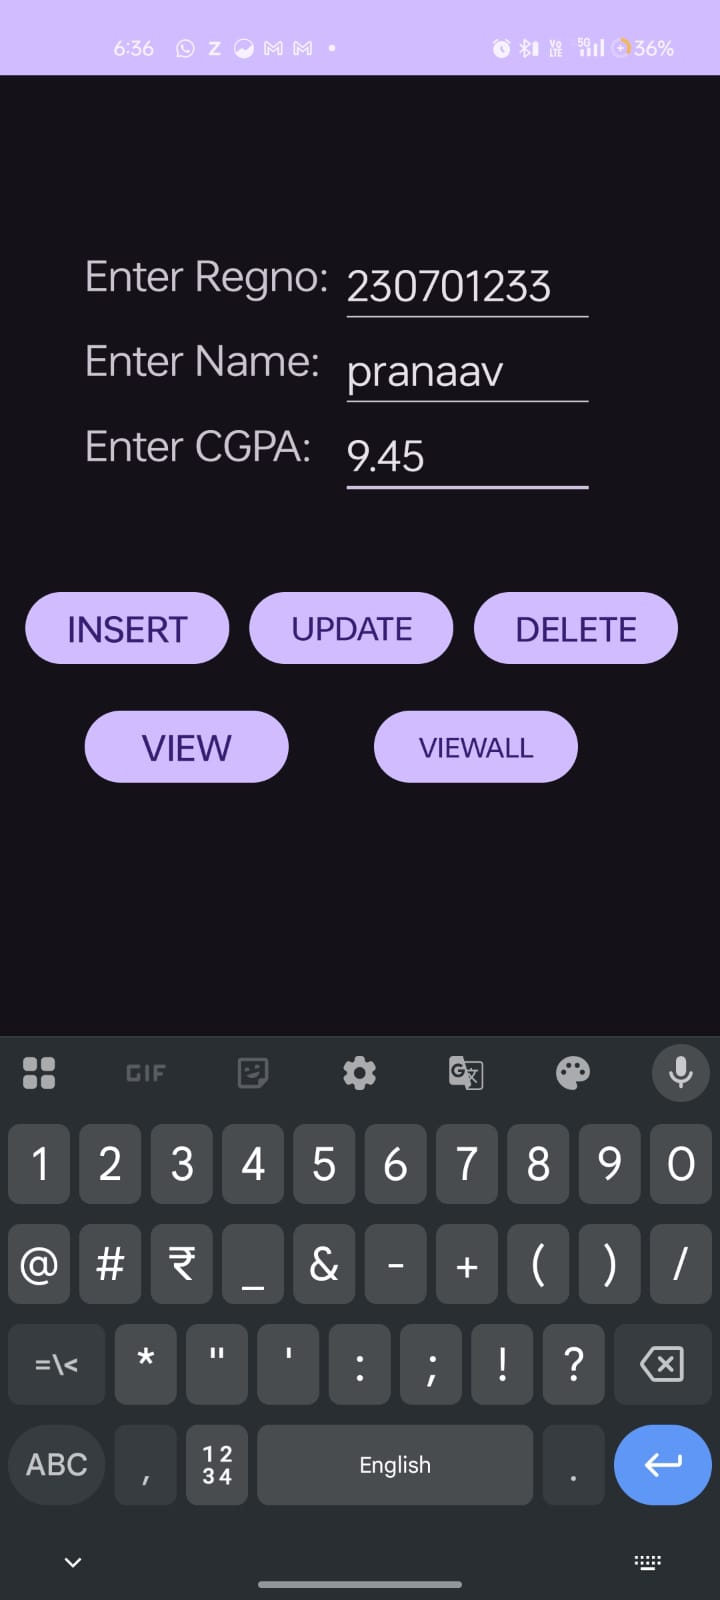 6:36 Z 5G 36%
Enter Regno: 230701233
Enter Name: pranaav
Enter CGPA: 9.45
INSERT UPDATE DELETE
VIEW VIEWALL
GIF
1 2 3 4 5 6 7 8 9 0
@ # ₹ _ & - + ( ) /
=\< * " ' : ; ! ?
ABC , 12 34 English .